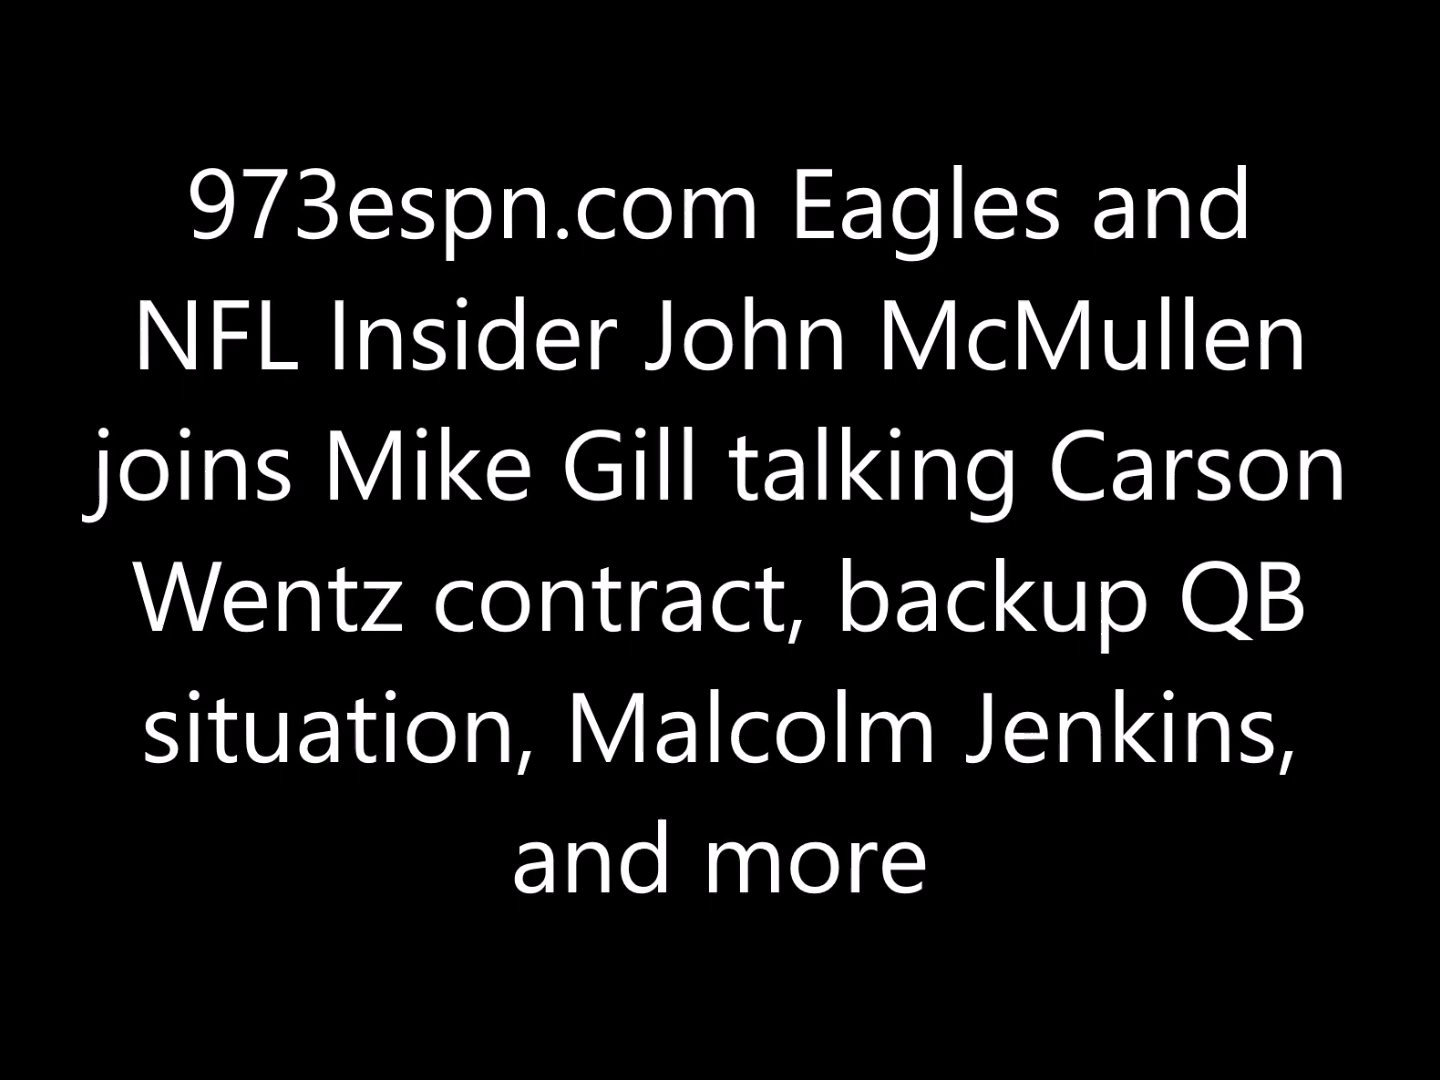 973espn.com Eagles and
NFL Insider John McMullen
joins Mike Gill talking Carson
Wentz contract, backup QB
situation, Malcolm Jenkins,
and more